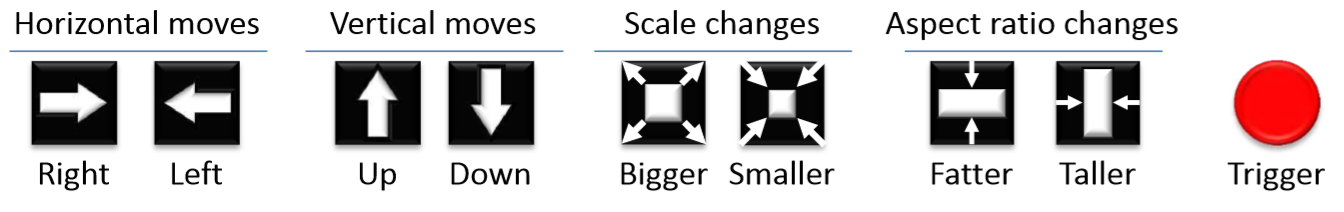 Horizontal moves Vertical moves Scale changes Aspect ratio changes
Right Left Up Down Bigger Smaller Fatter Taller Trigger